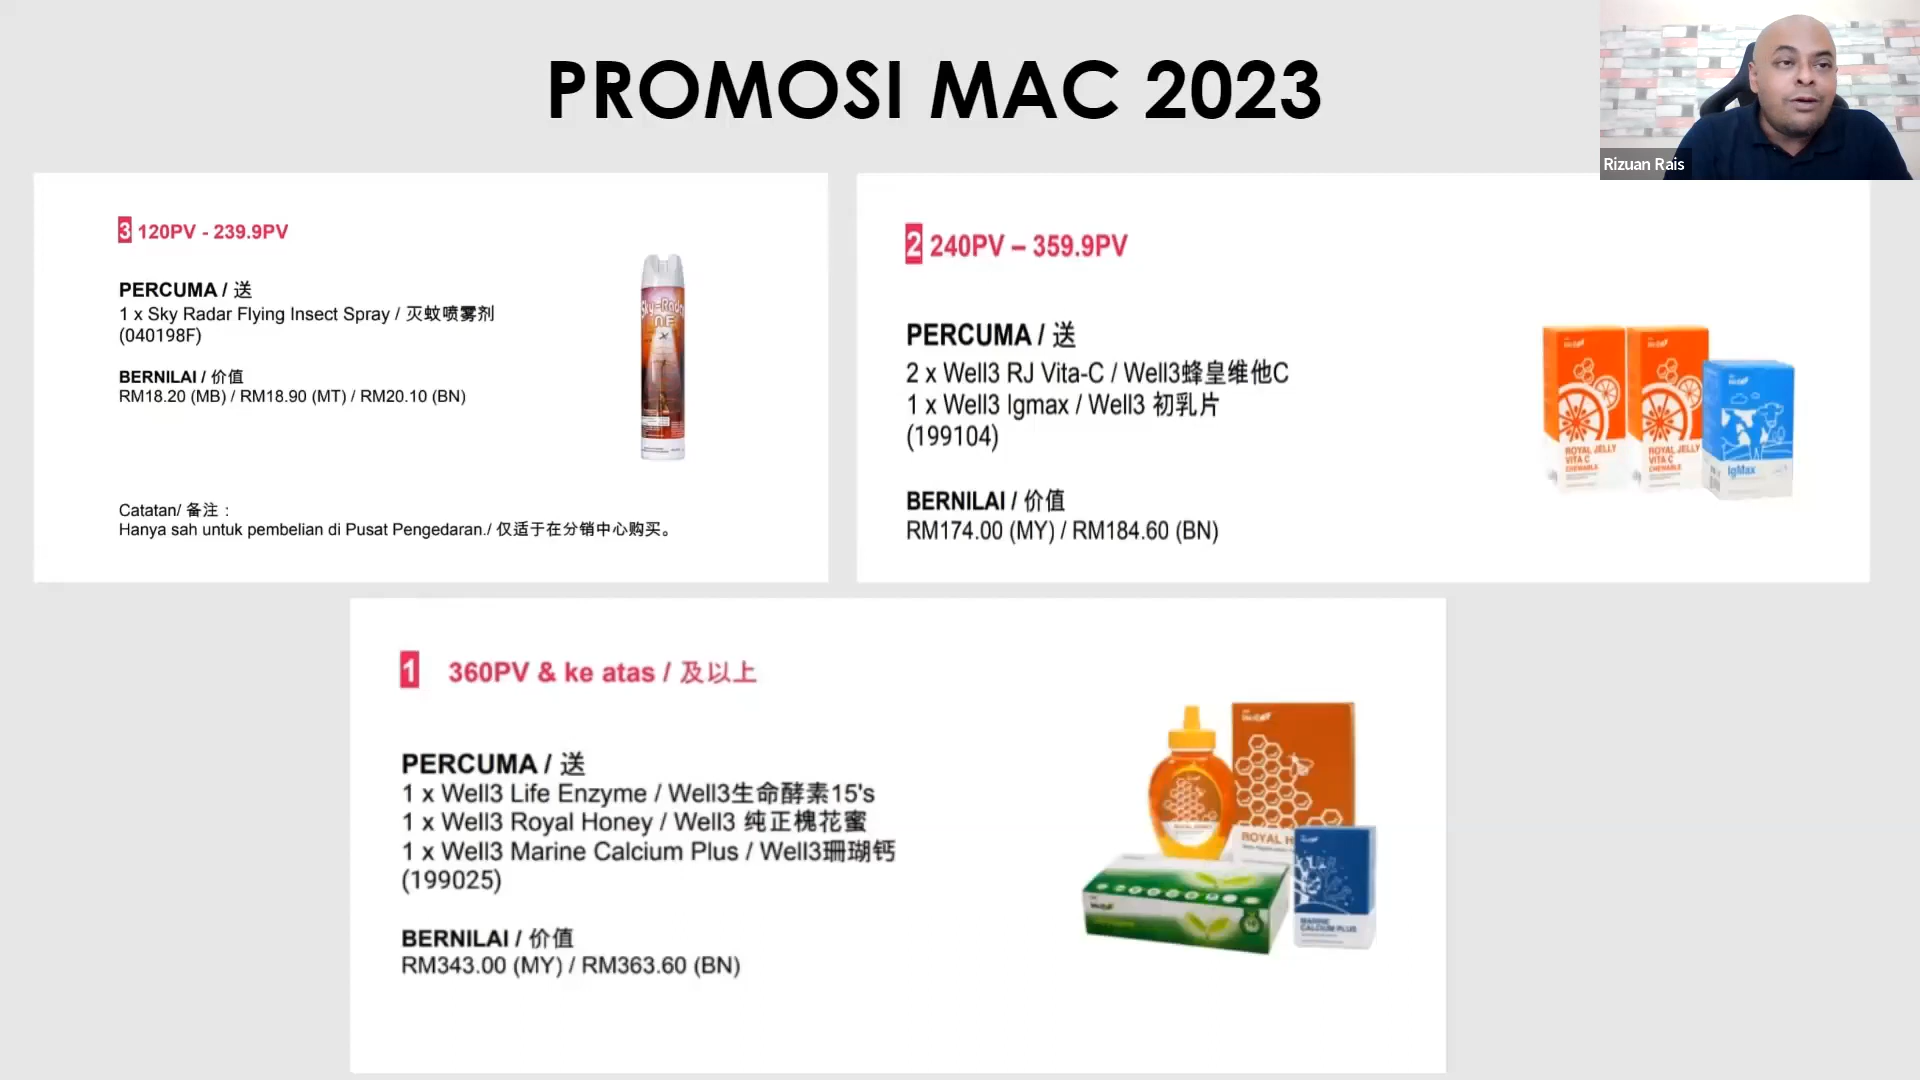 PROMOSI MAC 2023
Rizuan Rais
3 120PV - 239.9PV
PERCUMA / 送
1 x Sky Radar Flying Insect Spray / 灭蚊喷雾剂
(040198F)
BERNILAI / 价值
RM18.20 (MB) / RM18.90 (MT) / RM20.10 (BN)
Catatan/ 备注 :
Hanya sah untuk pembelian di Pusat Pengedaran./ 仅适于在分销中心购买。
2 240PV – 359.9PV
PERCUMA / 送
2 x Well3 RJ Vita-C / Well3蜂皇维他C
1 x Well3 Igmax / Well3 初乳片
(199104)
BERNILAI / 价值
RM174.00 (MY) / RM184.60 (BN)
ROYAL JELLY
VITA C
CHEWABLE
ROYAL JELLY
VITA C
CHEWABLE
IgMax
1 360PV & ke atas / 及以上
PERCUMA / 送
1 x Well3 Life Enzyme / Well3生命酵素15's
1 x Well3 Royal Honey / Well3 纯正槐花蜜
1 x Well3 Marine Calcium Plus / Well3珊瑚钙
(199025)
BERNILAI / 价值
RM343.00 (MY) / RM363.60 (BN)
ROYAL H
MARINE
CALCIUM PLUS